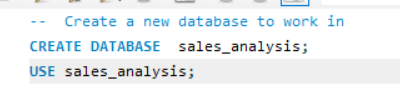 --  Create a new database to work in
CREATE DATABASE  sales_analysis;
USE sales_analysis;